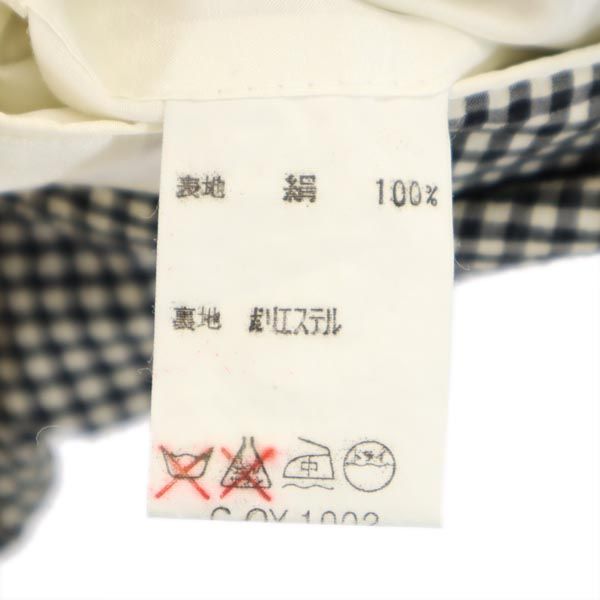 表地 絹 100%
裏地 ポリエステル
中 ドライ